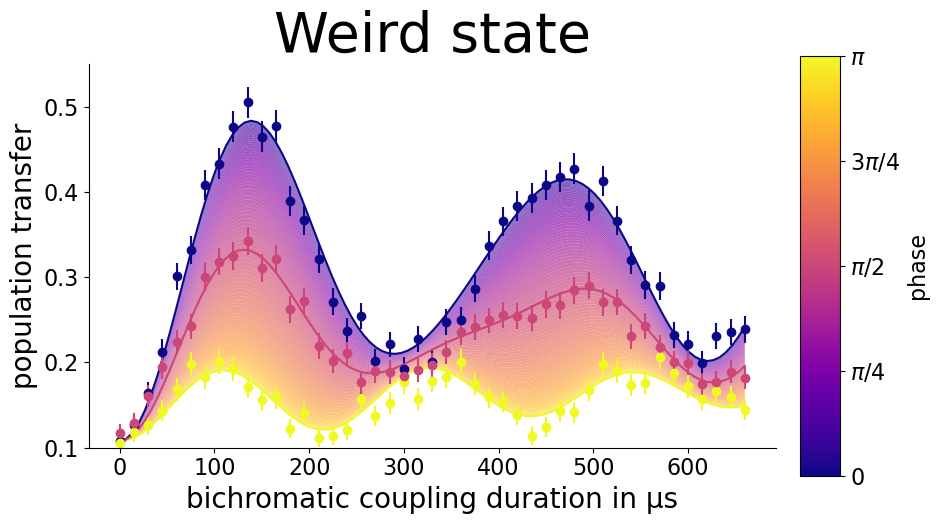 Weird state
population transfer
0.5
0.4
0.3
0.2
0.1
0 100 200 300 400 500 600
bichromatic coupling duration in µs
π
3π/4
π/2
π/4
0
phase